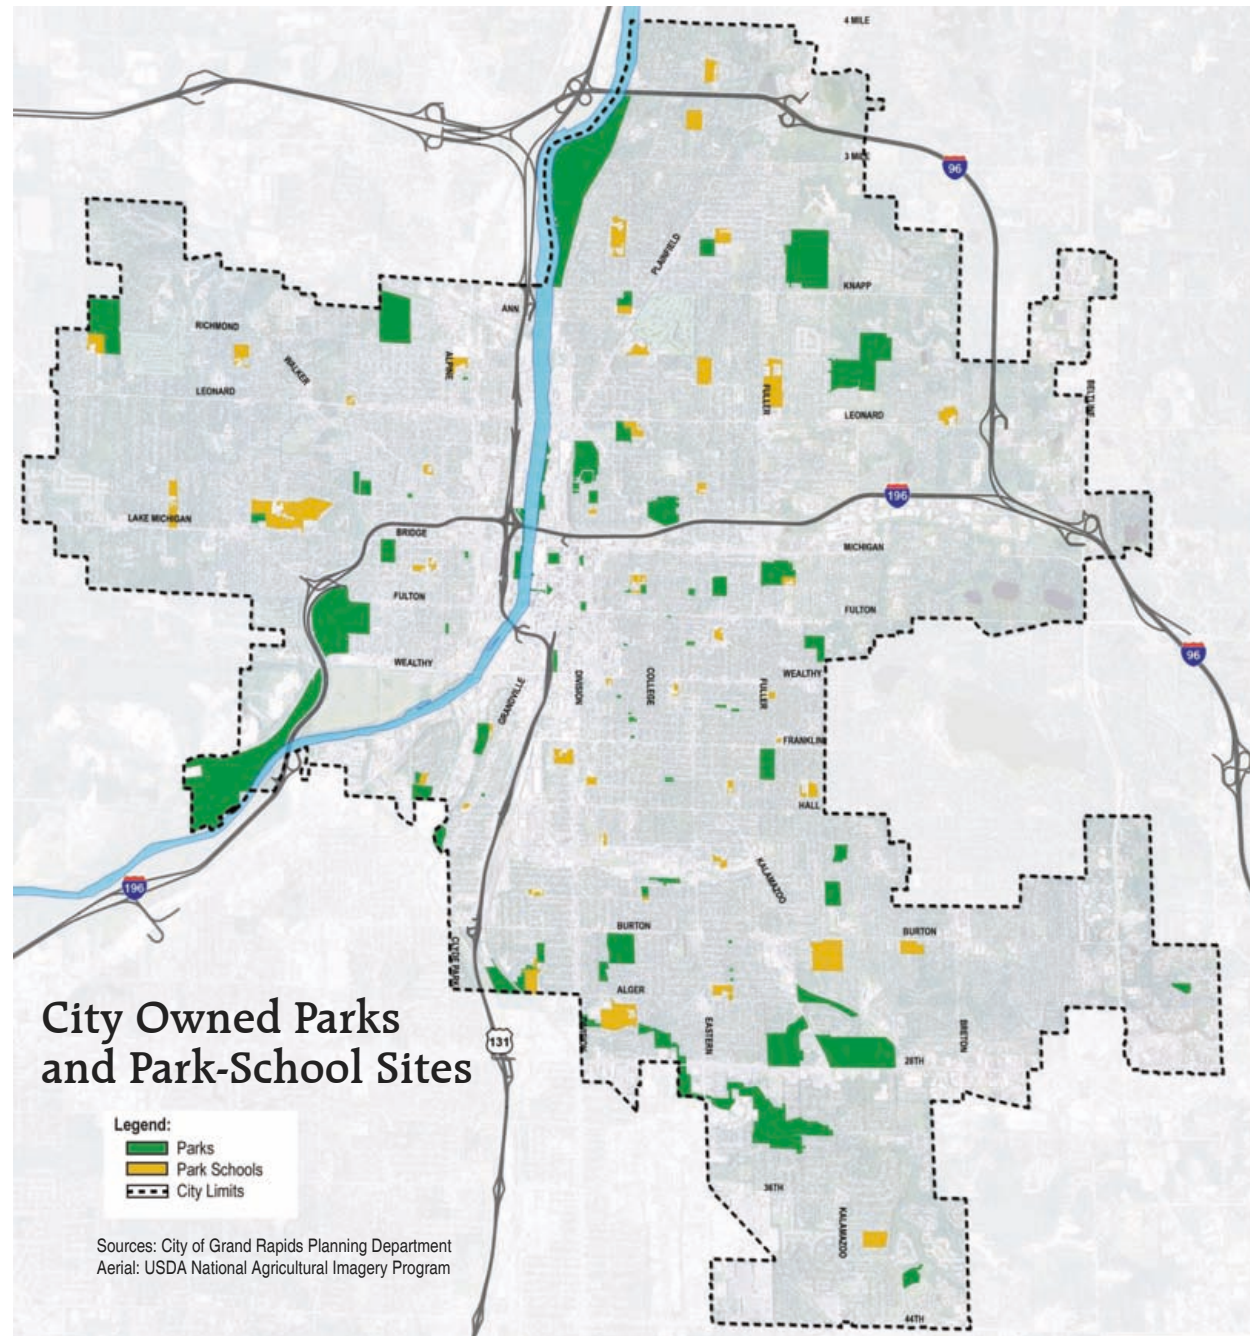 4 MILE
96
3 MILE
PLAINFIELD
KNAPP
ANN
RICHMOND
WALKER
ALPINE
LEONARD
FULLER
LEONARD
BELTLINE
196
LAKE MICHIGAN
BRIDGE
MICHIGAN
FULTON
FULTON
96
WEALTHY
WEALTHY
GRANDVILLE
DIVISION
COLLEGE
FULLER
FRANKLIN
HALL
196
KALAMAZOO
BURTON
BURTON
CLYDE PARK
ALGER
City Owned Parks
and Park-School Sites
131
DIVISION
EASTERN
BRETON
28TH
Legend:
Parks
Park Schools
City Limits
36TH
KALAMAZOO
Sources: City of Grand Rapids Planning Department
Aerial: USDA National Agricultural Imagery Program
44TH